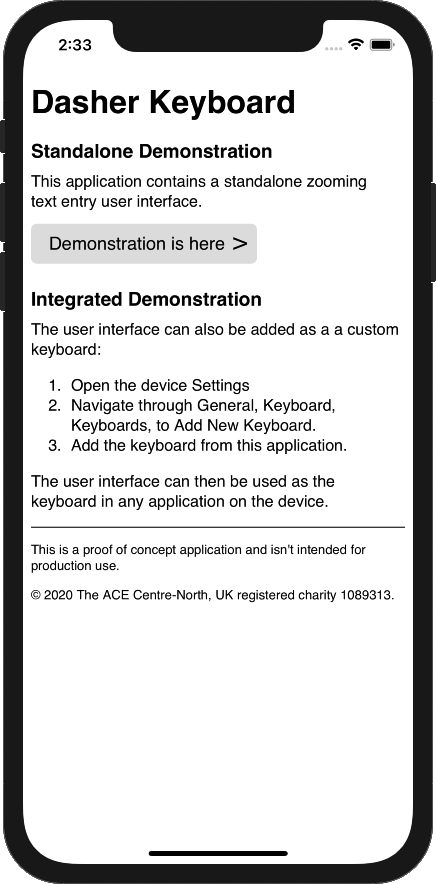 2:33
Dasher Keyboard
Standalone Demonstration
This application contains a standalone zooming
text entry user interface.
Demonstration is here >
Integrated Demonstration
The user interface can also be added as a a custom
keyboard:
1. Open the device Settings
2. Navigate through General, Keyboard,
Keyboards, to Add New Keyboard.
3. Add the keyboard from this application.
The user interface can then be used as the
keyboard in any application on the device.
This is a proof of concept application and isn't intended for
production use.
© 2020 The ACE Centre-North, UK registered charity 1089313.